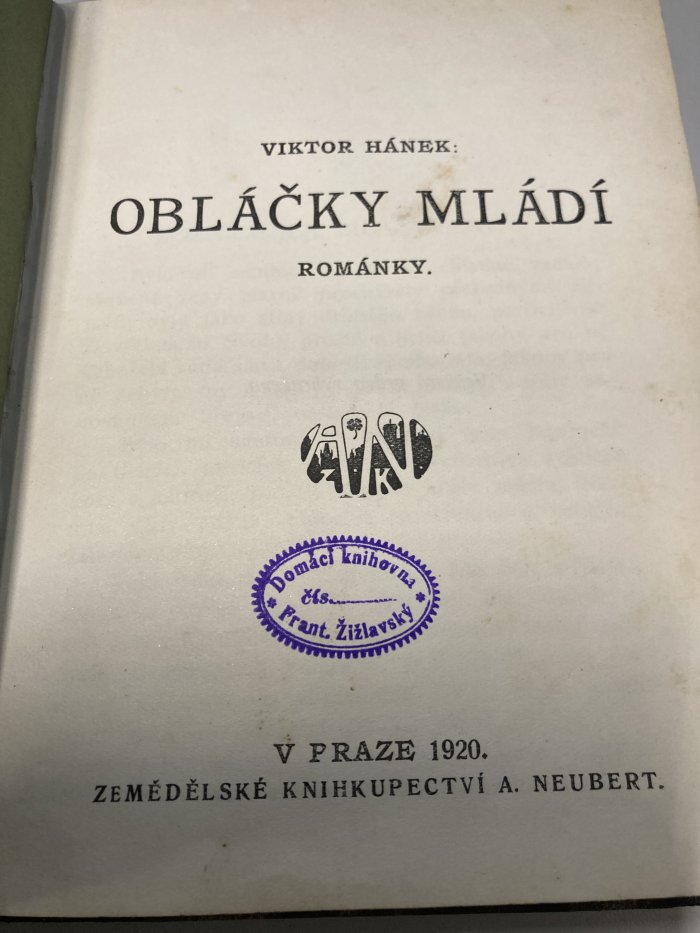 VIKTOR HÁNEK:
OBLÁČKY MLÁDÍ
ROMÁNKY.
A N
Z K
Domácí knihovna
čís.
Frant. Žižlavský
V PRAZE 1920.
ZEMĚDĚLSKÉ KNIHKUPECTVÍ A. NEUBERT.